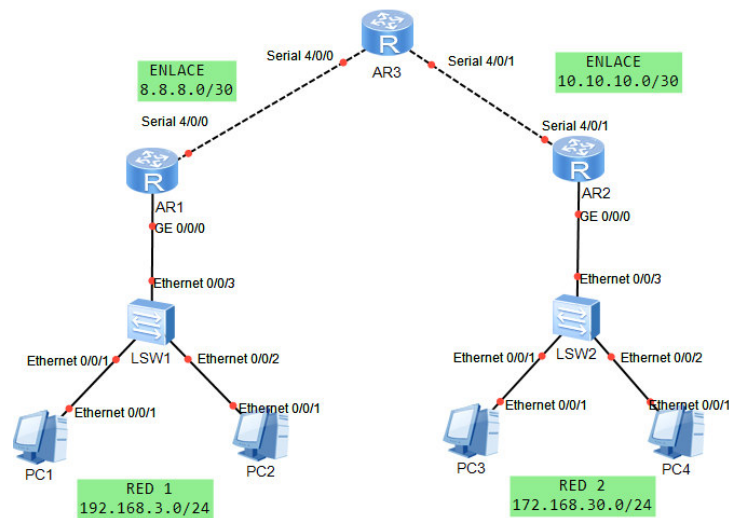 R
AR3
Serial 4/0/0
Serial 4/0/1
ENLACE
8.8.8.0/30
ENLACE
10.10.10.0/30
Serial 4/0/0
Serial 4/0/1
R
AR1
R
AR2
GE 0/0/0
GE 0/0/0
Ethernet 0/0/3
Ethernet 0/0/3
LSW1
LSW2
Ethernet 0/0/1
Ethernet 0/0/2
Ethernet 0/0/1
Ethernet 0/0/2
Ethernet 0/0/1
Ethernet 0/0/1
Ethernet 0/0/1
Ethernet 0/0/1
PC1
PC2
PC3
PC4
RED 1
192.168.3.0/24
RED 2
172.168.30.0/24